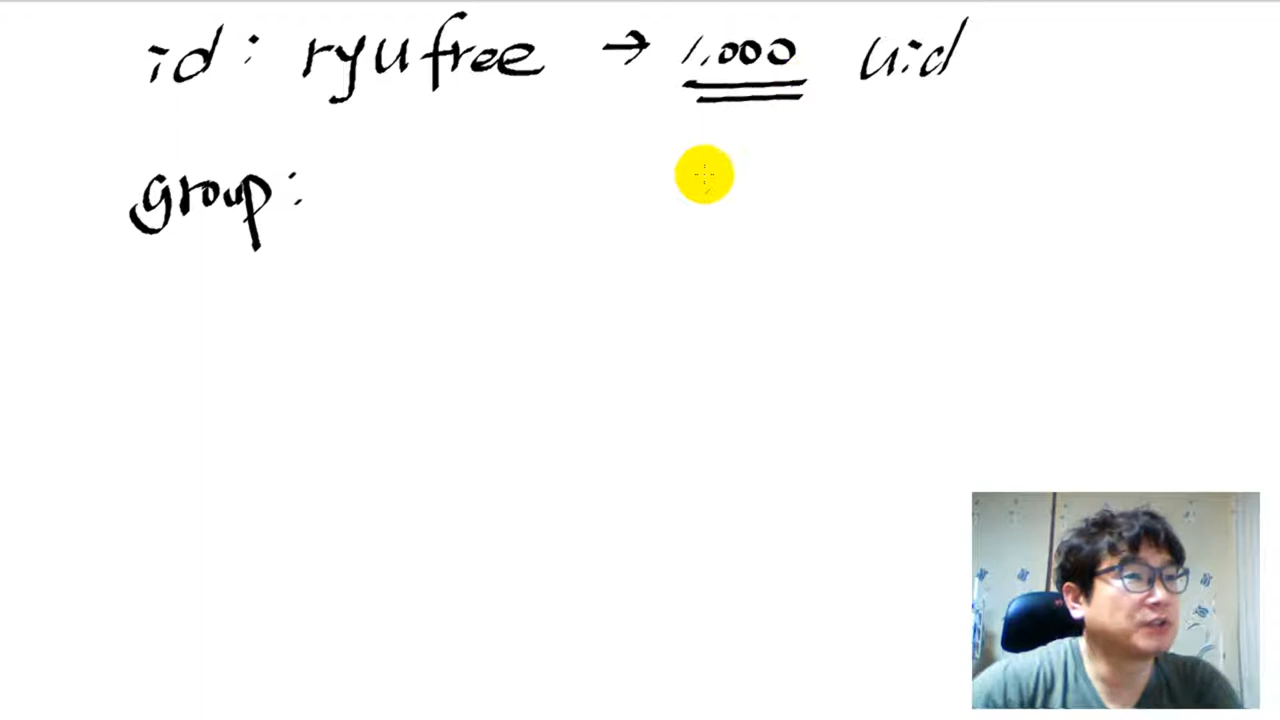 id: ryufree → 1,000 uid
group: